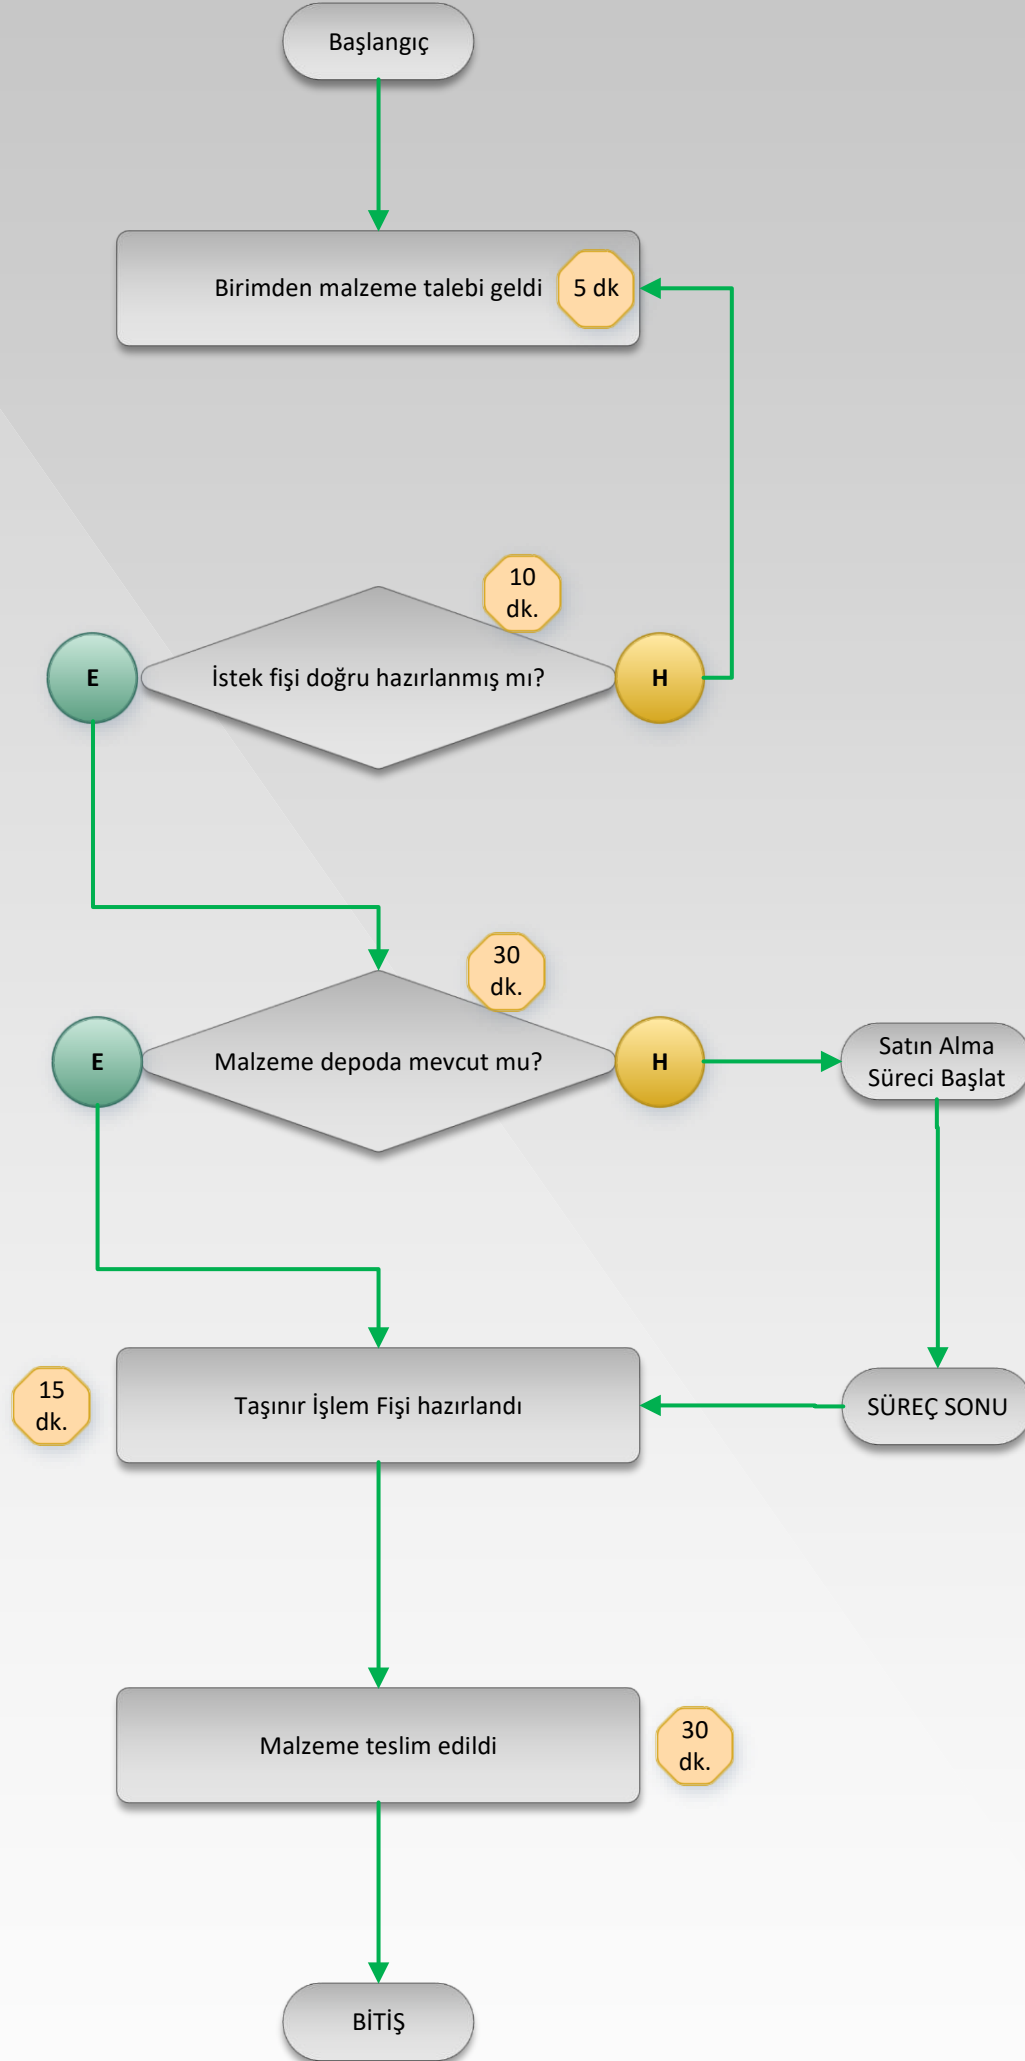 Başlangıç
Birimden malzeme talebi geldi
5 dk
10
dk.
E
İstek fişi doğru hazırlanmış mı?
H
30
dk.
E
Malzeme depoda mevcut mu?
H
Satın Alma
Süreci Başlat
15
dk.
Taşınır İşlem Fişi hazırlandı
SÜREÇ SONU
Malzeme teslim edildi
30
dk.
BİTİŞ